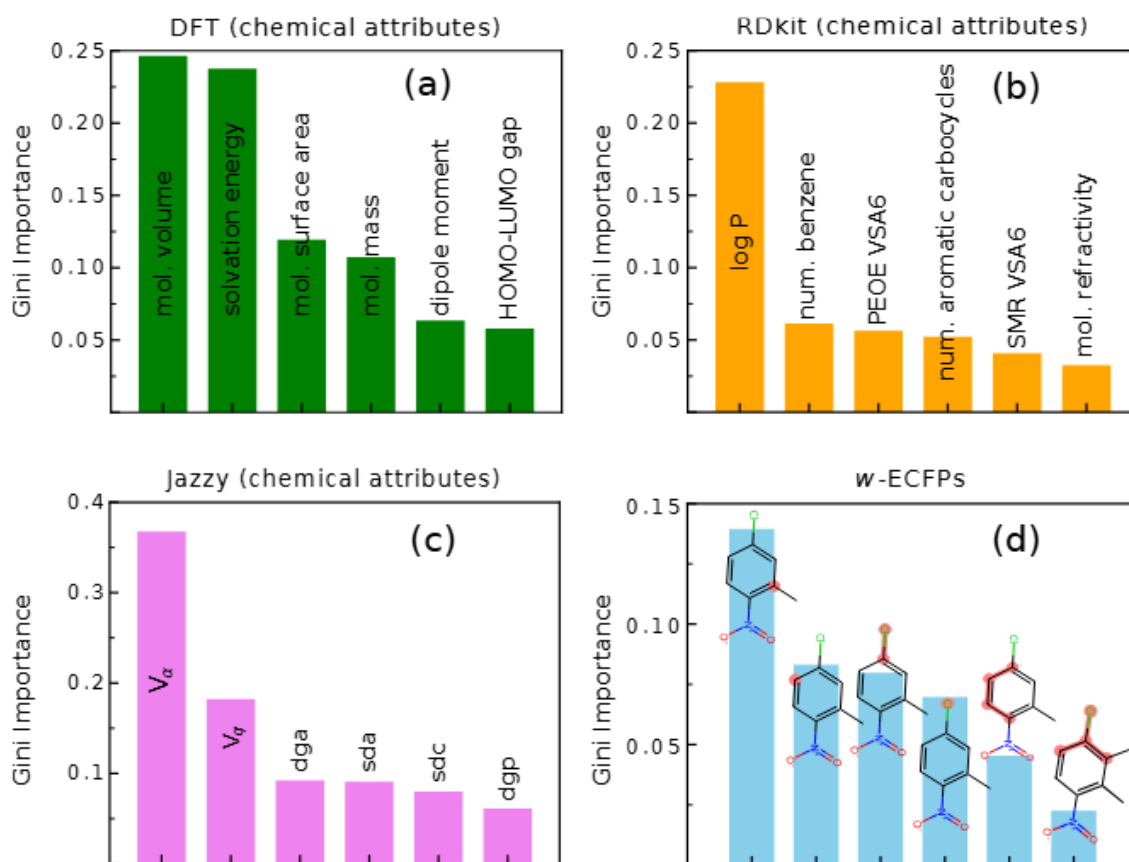 DFT (chemical attributes)
(a)
Gini Importance
0.25
0.20
0.15
0.10
0.05
mol. volume
solvation energy
mol. surface area
mol. mass
dipole moment
HOMO-LUMO gap
RDkit (chemical attributes)
(b)
Gini Importance
0.25
0.20
0.15
0.10
0.05
log P
num. benzene
PEOE VSA6
num. aromatic carbocycles
SMR VSA6
mol. refractivity
Jazzy (chemical attributes)
(c)
Gini Importance
0.4
0.3
0.2
0.1
Vα
Vq
dga
sda
sdc
dgp
w-ECFPs
(d)
Gini Importance
0.15
0.10
0.05